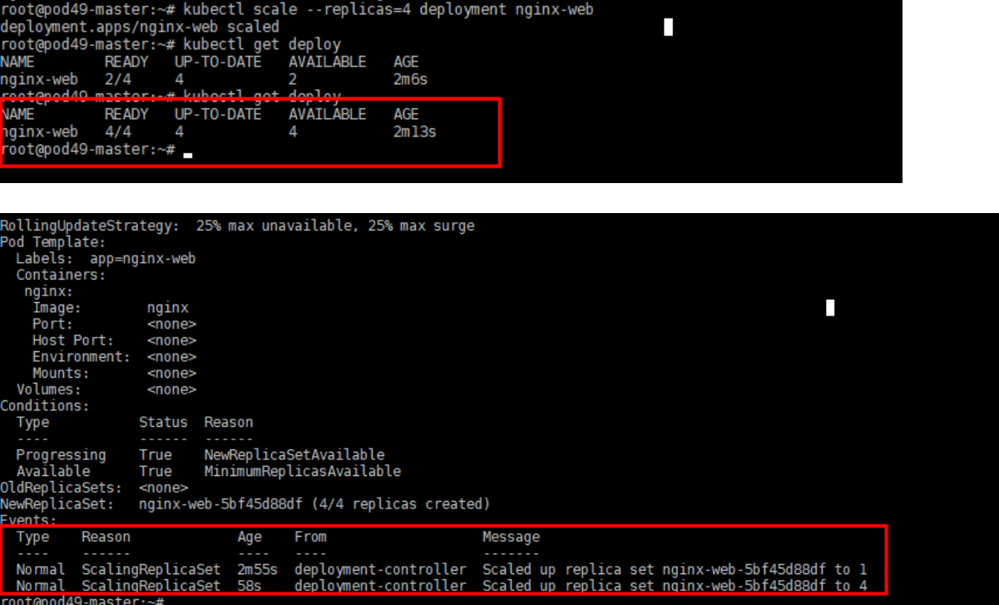 root@pod49-master:~# kubectl scale --replicas=4 deployment nginx-web
deployment.apps/nginx-web scaled
root@pod49-master:~# kubectl get deploy
NAME READY UP-TO-DATE AVAILABLE AGE
nginx-web 2/4 4 2 2m6s
root@pod49-master:~# kubectl get deploy
NAME READY UP-TO-DATE AVAILABLE AGE
nginx-web 4/4 4 4 2m13s
root@pod49-master:~#
RollingUpdateStrategy: 25% max unavailable, 25% max surge
Pod Template:
Labels: app=nginx-web
Containers:
nginx:
Image: nginx
Port: <none>
Host Port: <none>
Environment: <none>
Mounts: <none>
Volumes: <none>
Conditions:
Type Status Reason
---- ------ ------
Progressing True NewReplicaSetAvailable
Available True MinimumReplicasAvailable
OldReplicaSets: <none>
NewReplicaSet: nginx-web-5bf45d88df (4/4 replicas created)
Events:
Type Reason Age From Message
---- ------ ---- ---- -------
Normal ScalingReplicaSet 2m55s deployment-controller Scaled up replica set nginx-web-5bf45d88df to 1
Normal ScalingReplicaSet 58s deployment-controller Scaled up replica set nginx-web-5bf45d88df to 4
root@pod49-master:~#